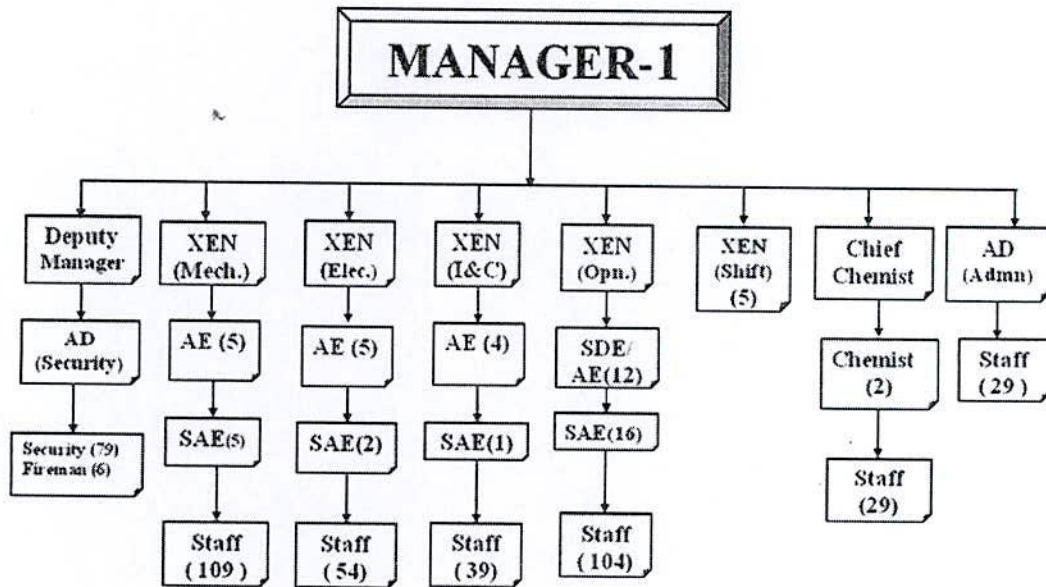 MANAGER-1
Deputy
Manager
XEN
(Mech.)
XEN
(Elec.)
XEN
(I&C)
XEN
(Opn.)
XEN
(Shift)
(5)
Chief
Chemist
AD
(Admn)
AD
(Security)
AE (5)
AE (5)
AE (4)
SDE/
AE(12)
Chemist
(2)
Staff
(29)
Security (79)
Fireman (6)
SAE(5)
SAE(2)
SAE(1)
SAE(16)
Staff
(29)
Staff
(109)
Staff
(54)
Staff
(39)
Staff
(104)